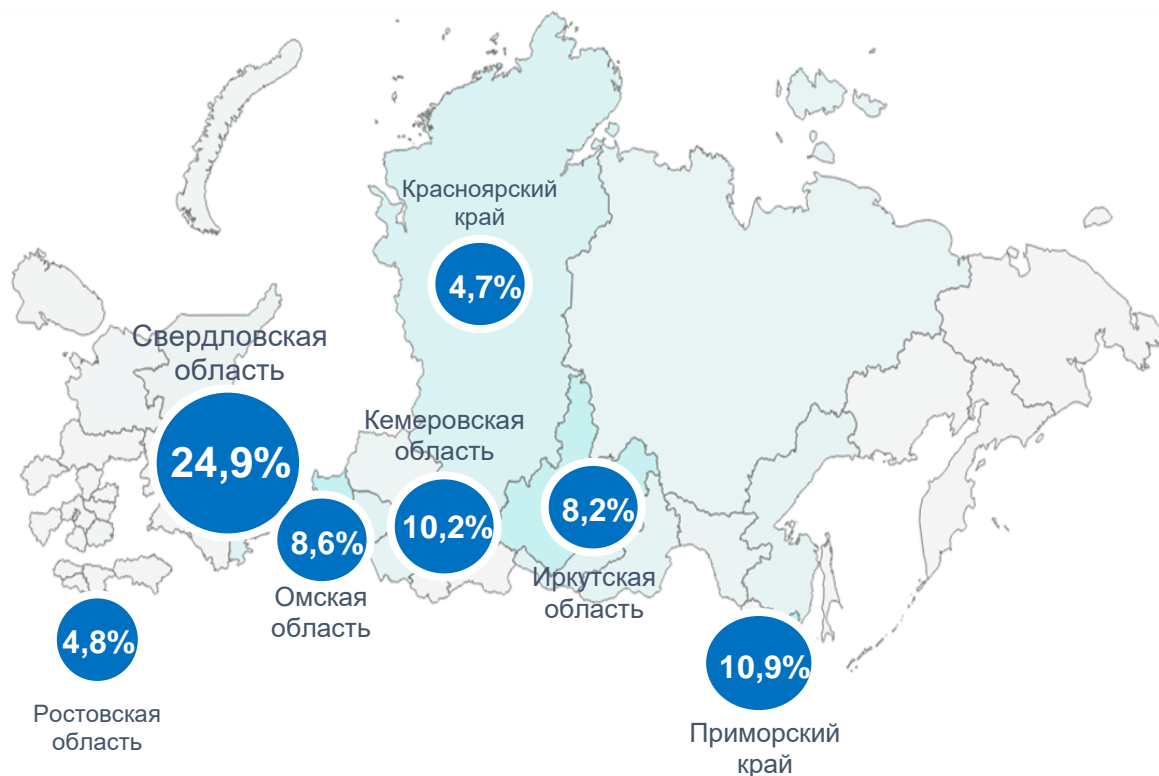 Красноярский
край
4,7%
Свердловская
область
24,9%
Кемеровская
область
10,2%
8,6%
Омская
область
8,2%
Иркутская
область
4,8%
Ростовская
область
10,9%
Приморский
край